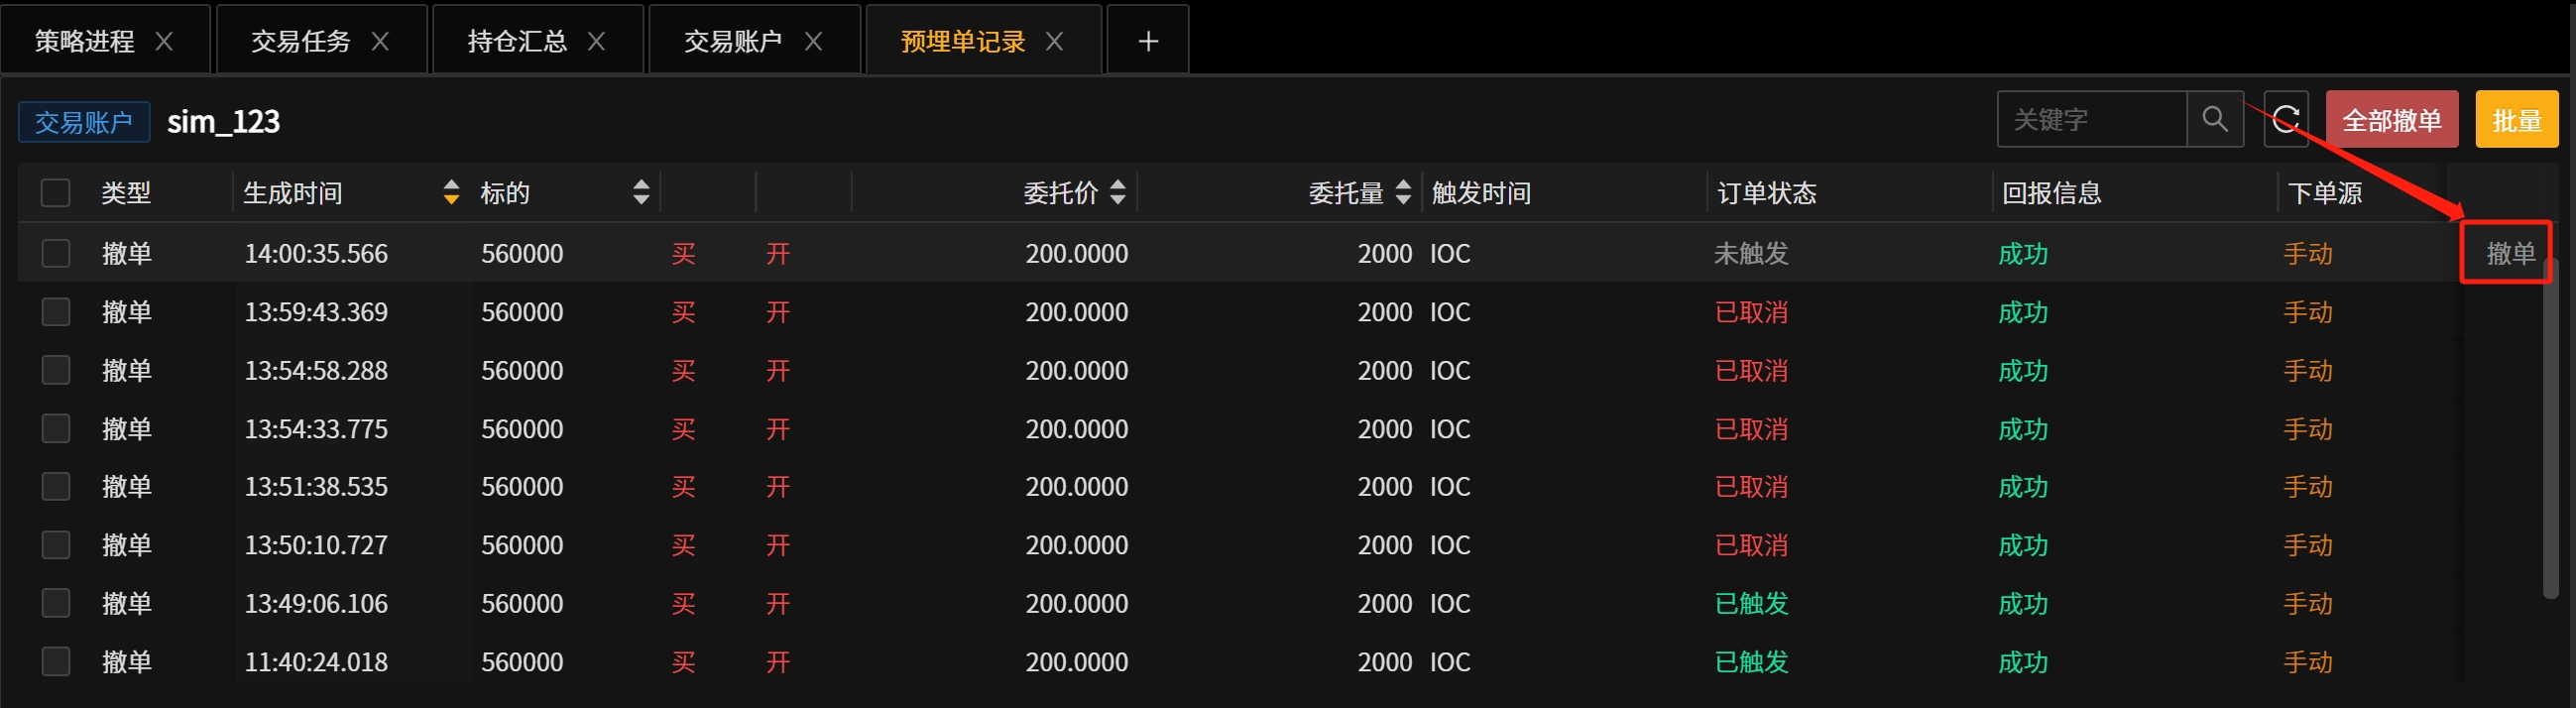 策略进程 交易任务 持仓汇总 交易账户 预埋单记录
交易账户 sim_123 关键字 全部撤单 批量
类型 生成时间 标的 委托价 委托量 触发时间 订单状态 回报信息 下单源
撤单 14:00:35.566 560000 买 开 200.0000 2000 IOC 未触发 成功 手动 撤单
撤单 13:59:43.369 560000 买 开 200.0000 2000 IOC 已取消 成功 手动
撤单 13:54:58.288 560000 买 开 200.0000 2000 IOC 已取消 成功 手动
撤单 13:54:33.775 560000 买 开 200.0000 2000 IOC 已取消 成功 手动
撤单 13:51:38.535 560000 买 开 200.0000 2000 IOC 已取消 成功 手动
撤单 13:50:10.727 560000 买 开 200.0000 2000 IOC 已取消 成功 手动
撤单 13:49:06.106 560000 买 开 200.0000 2000 IOC 已触发 成功 手动
撤单 11:40:24.018 560000 买 开 200.0000 2000 IOC 已触发 成功 手动